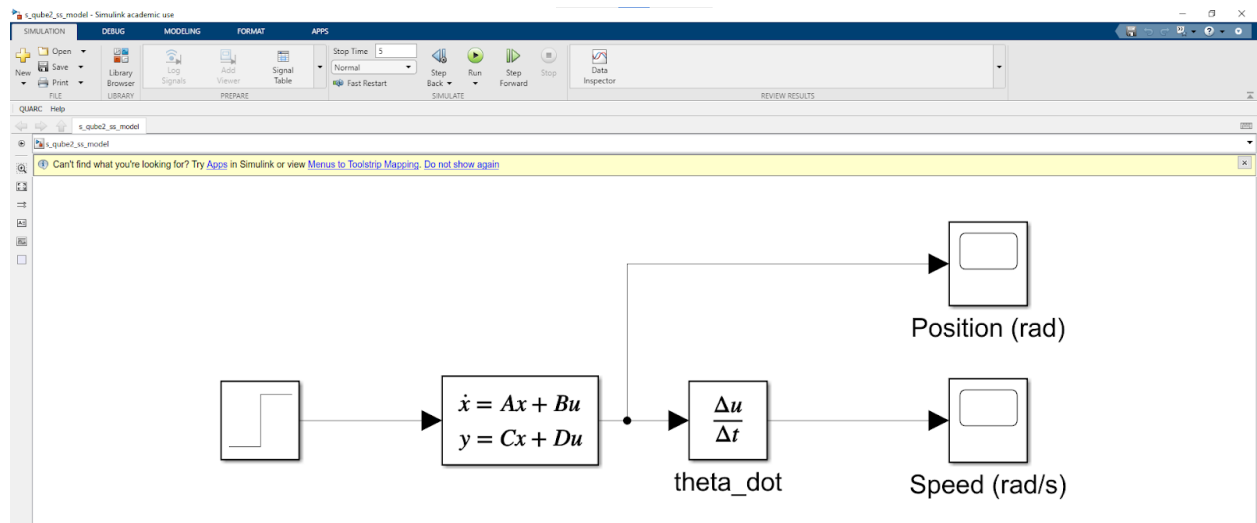 s_qube2_ss_model - Simulink academic use
SIMULATION DEBUG MODELING FORMAT APPS
New
Open
Save
Print
FILE
Library Browser
LIBRARY
Log Signals
Add Viewer
Signal Table
PREPARE
Stop Time 5
Normal
Fast Restart
Step Back
Run
Step Forward
Stop
SIMULATE
Data Inspector
REVIEW RESULTS
QUARC Help
s_qube2_ss_model
s_qube2_ss_model
Can't find what you're looking for? Try Apps in Simulink or view Menus to Toolstrip Mapping. Do not show again
Position (rad)
ẋ = Ax + Bu
y = Cx + Du
Δu
Δt
theta_dot
Speed (rad/s)